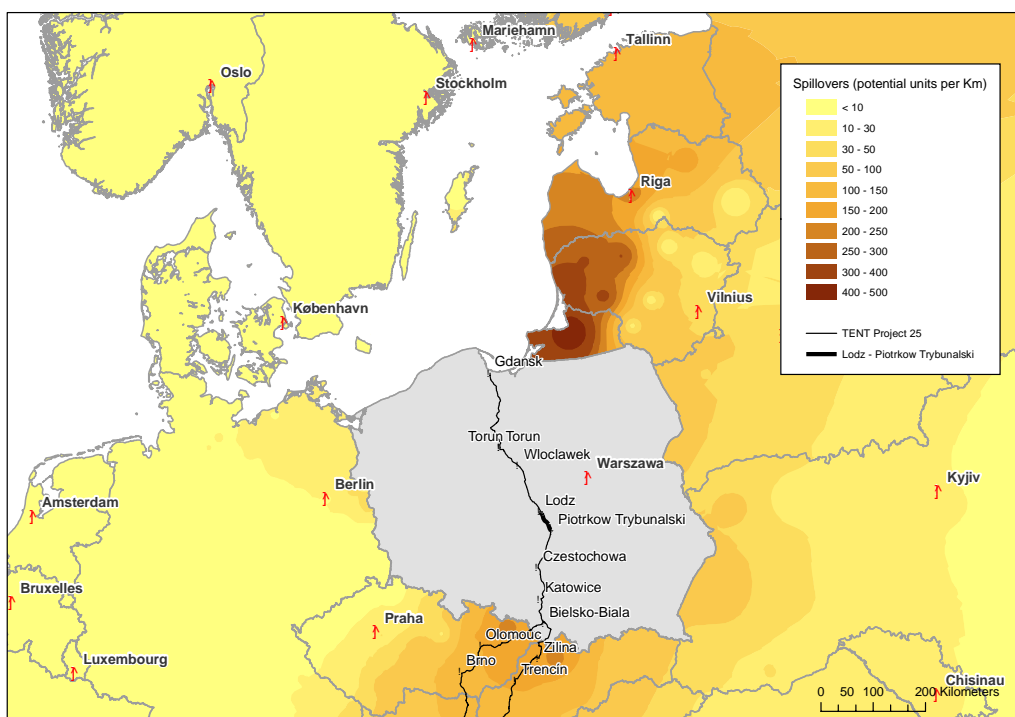 Mariehamn
Tallinn
Oslo
Stockholm
Spillovers (potential units per Km)
< 10
10 - 30
30 - 50
50 - 100
100 - 150
150 - 200
200 - 250
250 - 300
300 - 400
400 - 500
TENT Project 25
Lodz - Piotrkow Trybunalski
Riga
København
Vilnius
Gdansk
Torun Torun
Wloclawek
Warszawa
Berlin
Kyjiv
Amsterdam
Lodz
Piotrkow Trybunalski
Czestochowa
Katowice
Bruxelles
Bielsko-Biala
Praha
Olomouc
Zilina
Brno
Trencín
Luxembourg
Chisinau
0 50 100 200 Kilometers